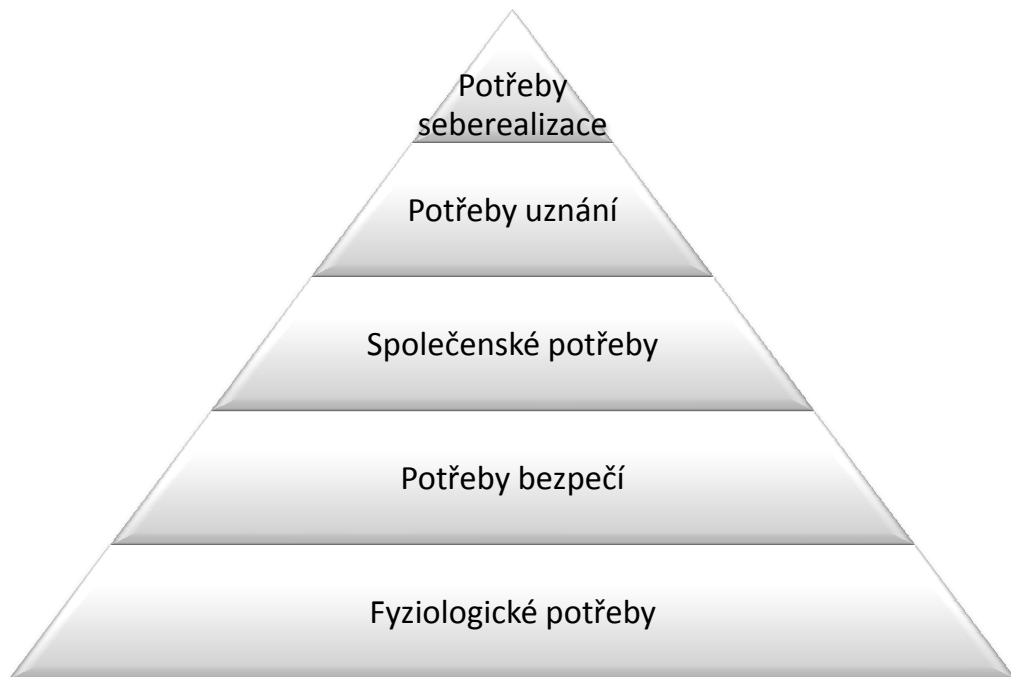 Potřeby
seberealizace
Potřeby uznání
Společenské potřeby
Potřeby bezpečí
Fyziologické potřeby